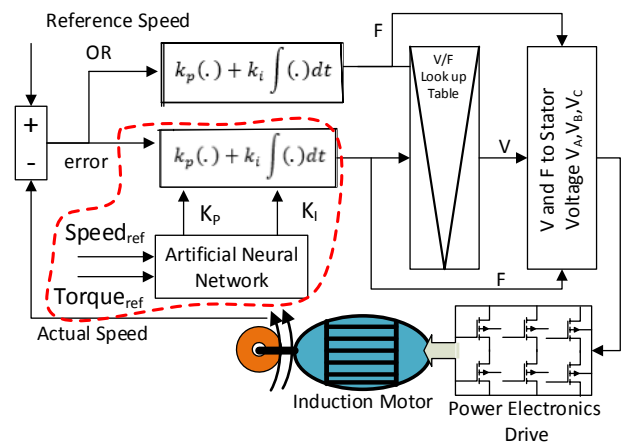 Reference Speed
F
OR
k_p(.) + k_i ∫(.)dt
V/F
Look up
Table
+
-
error
k_p(.) + k_i ∫(.)dt
V
V and F to Stator
Voltage V_A,V_B,V_C
K_P
K_I
Speed_ref
Artificial Neural
Network
Torque_ref
F
Actual Speed
Induction Motor
Power Electronics
Drive